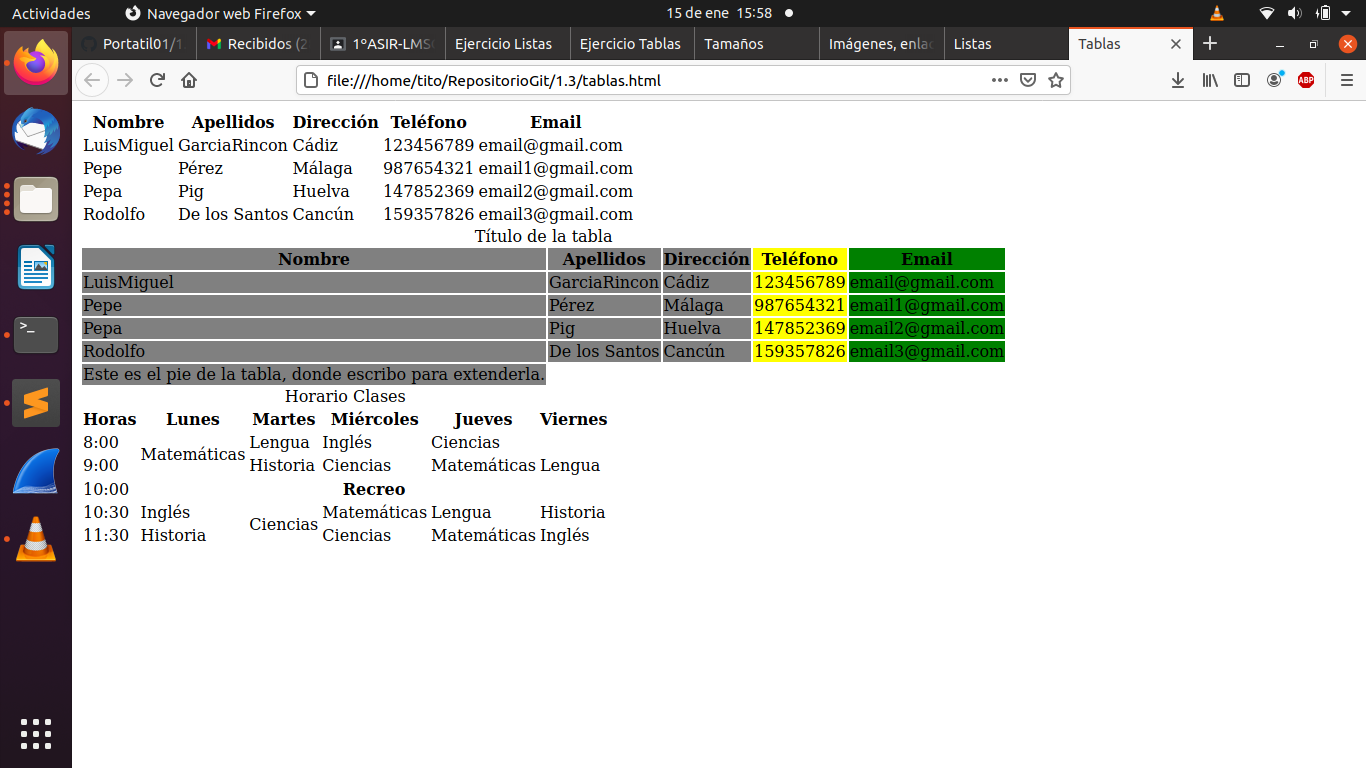 Actividades Navegador web Firefox 15 de ene 15:58
Portatil01/1 Recibidos (2 1ºASIR-LMS Ejercicio Listas Ejercicio Tablas Tamaños Imágenes, enlac Listas Tablas
file:///home/tito/RepositorioGit/1.3/tablas.html ABP
Nombre Apellidos Dirección Teléfono Email
LuisMiguel GarciaRincon Cádiz 123456789 email@gmail.com
Pepe Pérez Málaga 987654321 email1@gmail.com
Pepa Pig Huelva 147852369 email2@gmail.com
Rodolfo De los Santos Cancún 159357826 email3@gmail.com
Título de la tabla
Nombre Apellidos Dirección Teléfono Email
LuisMiguel GarciaRincon Cádiz 123456789 email@gmail.com
Pepe Pérez Málaga 987654321 email1@gmail.com
Pepa Pig Huelva 147852369 email2@gmail.com
Rodolfo De los Santos Cancún 159357826 email3@gmail.com
Este es el pie de la tabla, donde escribo para extenderla.
Horario Clases
Horas Lunes Martes Miércoles Jueves Viernes
8:00 Matemáticas Lengua Inglés Ciencias
9:00 Historia Ciencias Matemáticas Lengua
10:00 Recreo
10:30 Inglés Ciencias Matemáticas Lengua Historia
11:30 Historia Ciencias Matemáticas Inglés